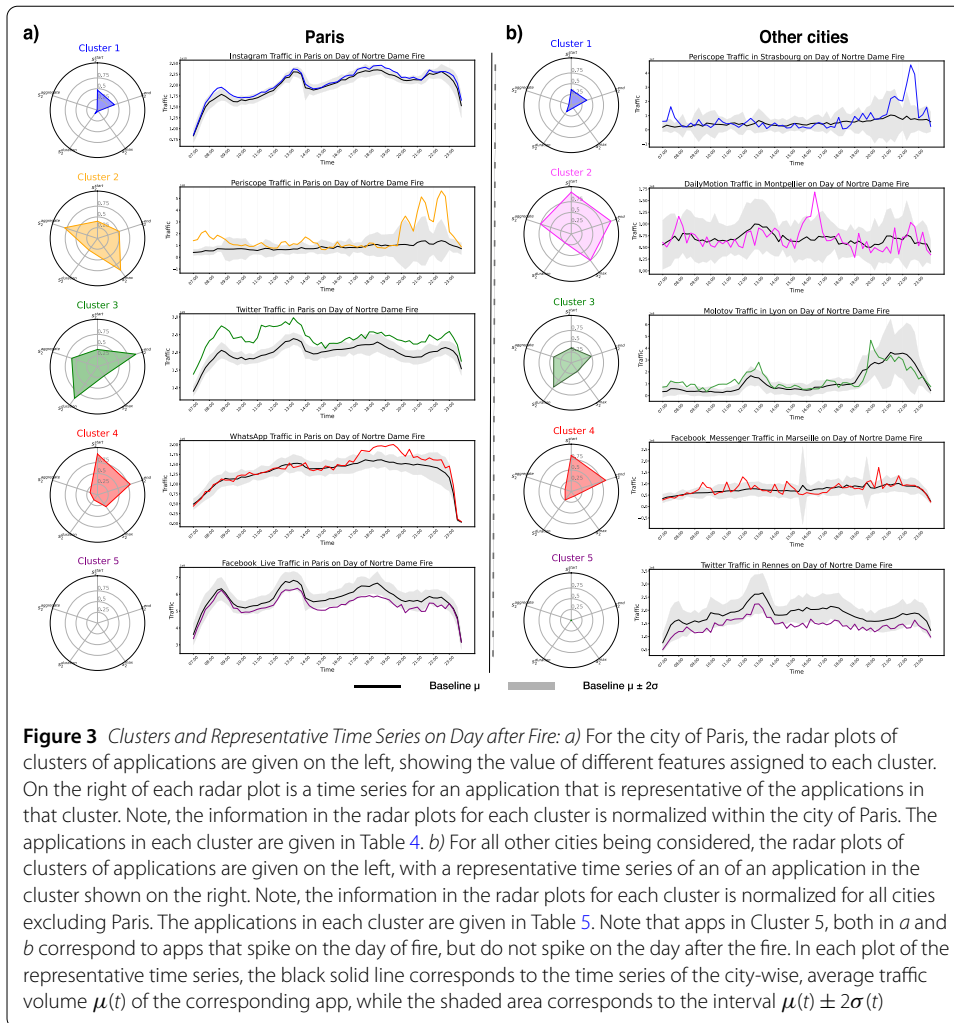 a)
Paris
b)
Other cities
Cluster 1
Instagram Traffic in Paris on Day of Notre Dame Fire
Cluster 1
Periscope Traffic in Strasbourg on Day of Nortre Dame Fire
Traffic
Time
Cluster 2
Periscope Traffic in Paris on Day of Nortre Dame Fire
Cluster 2
DailyMotion Traffic in Montpellier on Day of Nortre Dame Fire
Traffic
Time
Cluster 3
Twitter Traffic in Paris on Day of Nortre Dame Fire
Cluster 3
Molotov Traffic in Lyon on Day of Nortre Dame Fire
Traffic
Time
Cluster 4
WhatsApp Traffic in Paris on Day of Nortre Dame Fire
Cluster 4
Facebook_Messenger Traffic in Marseille on Day of Nortre Dame Fire
Traffic
Time
Cluster 5
Facebook_Live Traffic in Paris on Day of Nortre Dame Fire
Cluster 5
Twitter Traffic in Rennes on Day of Nortre Dame Fire
Traffic
Time
Baseline μ
Baseline μ ± 2σ
Figure 3 Clusters and Representative Time Series on Day after Fire: a) For the city of Paris, the radar plots of
clusters of applications are given on the left, showing the value of different features assigned to each cluster.
On the right of each radar plot is a time series for an application that is representative of the applications in
that cluster. Note, the information in the radar plots for each cluster is normalized within the city of Paris. The
applications in each cluster are given in Table 4. b) For all other cities being considered, the radar plots of
clusters of applications are given on the left, with a representative time series of an of an application in the
cluster shown on the right. Note, the information in the radar plots for each cluster is normalized for all cities
excluding Paris. The applications in each cluster are given in Table 5. Note that apps in Cluster 5, both in a and
b correspond to apps that spike on the day of fire, but do not spike on the day after the fire. In each plot of the
representative time series, the black solid line corresponds to the time series of the city-wise, average traffic
volume μ(t) of the corresponding app, while the shaded area corresponds to the interval μ(t) ± 2σ(t)